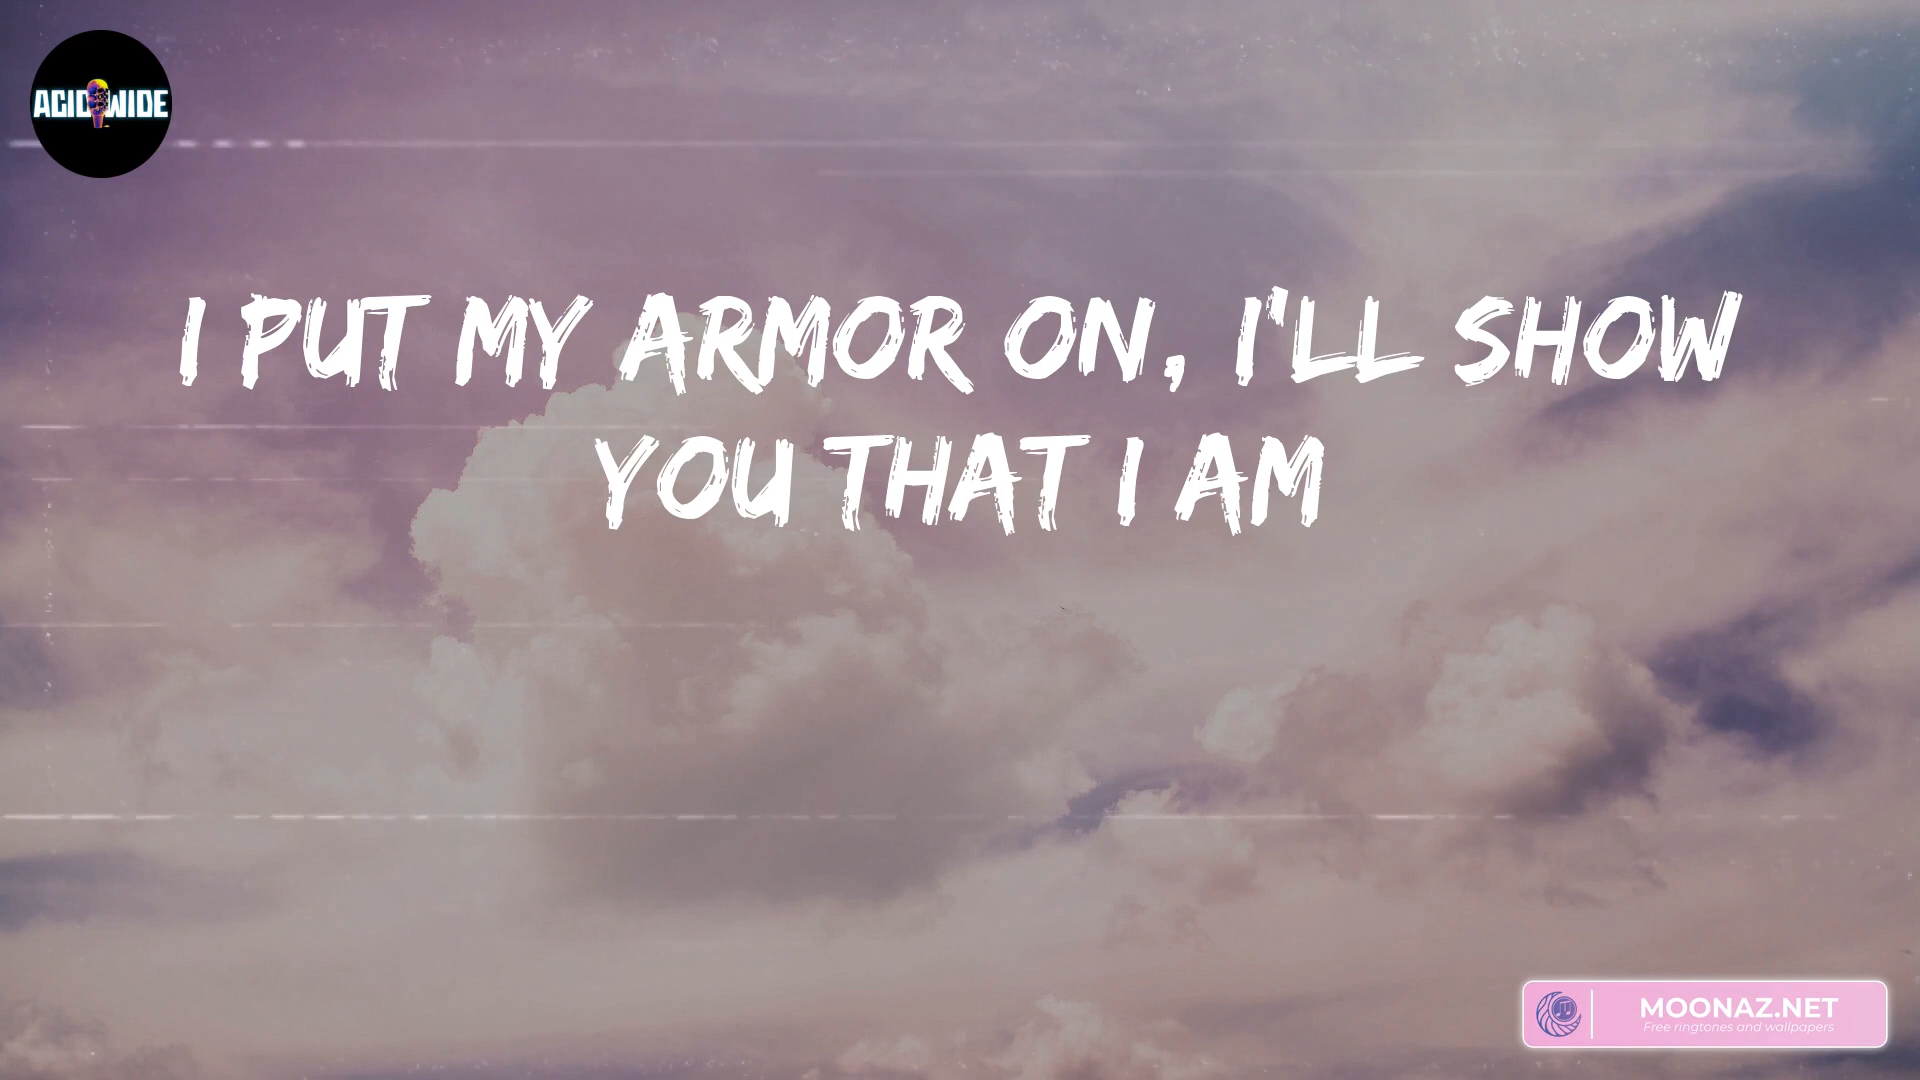 ACIDWIDE
I PUT MY ARMOR ON, I'LL SHOW
YOU THAT I AM
MOONAZ.NET
Free ringtones and wallpapers